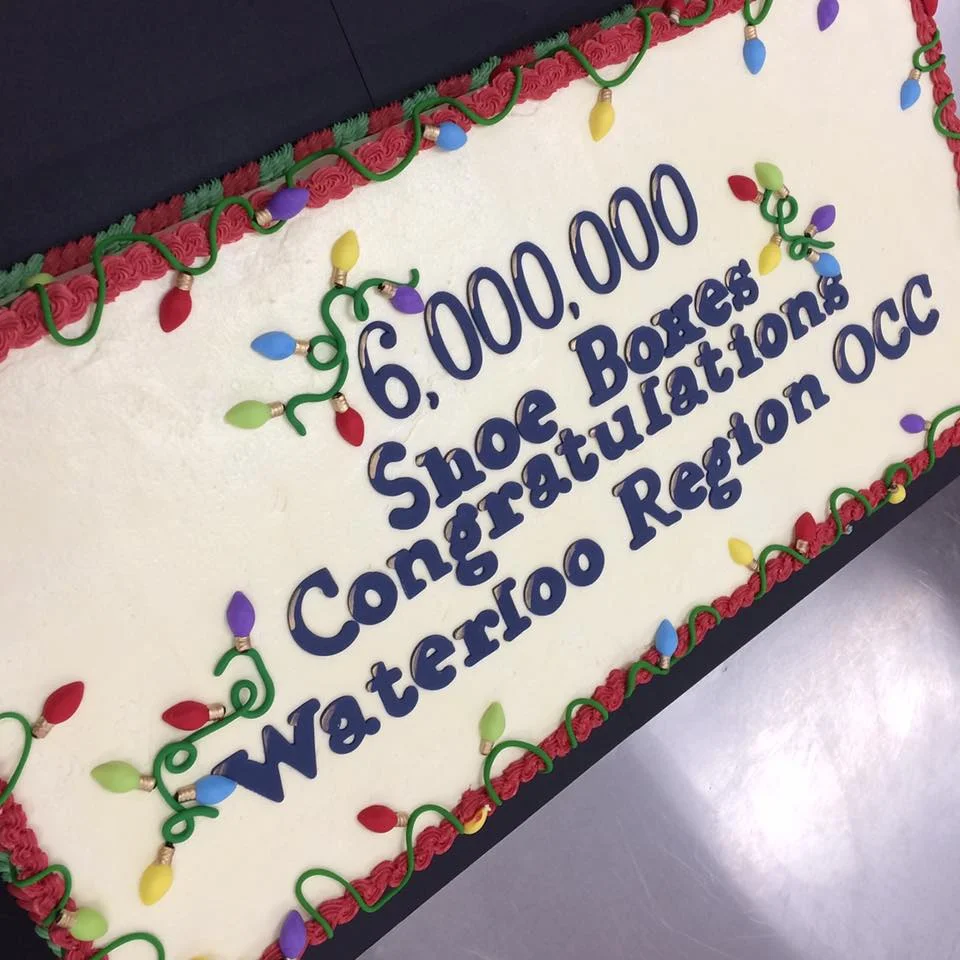 6,000,000
Shoe Boxes
Congratulations
Waterloo Region OCC